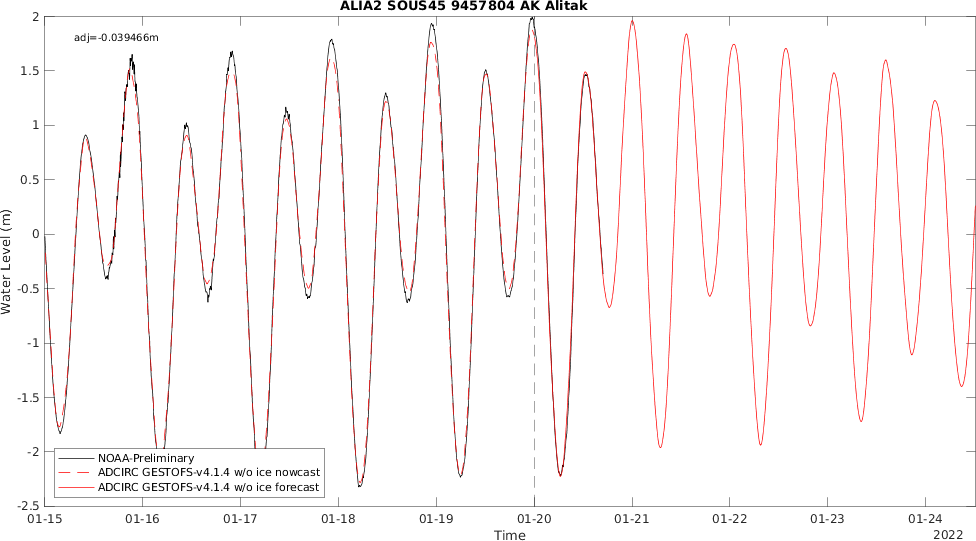 ALIA2 SOUS45 9457804 AK Alitak
adj=-0.039466m
2
1.5
1
0.5
0
-0.5
-1
-1.5
-2
-2.5
Water Level (m)
NOAA-Preliminary
ADCIRC GESTOFS-v4.1.4 w/o ice nowcast
ADCIRC GESTOFS-v4.1.4 w/o ice forecast
01-15 01-16 01-17 01-18 01-19 01-20 01-21 01-22 01-23 01-24
Time
2022